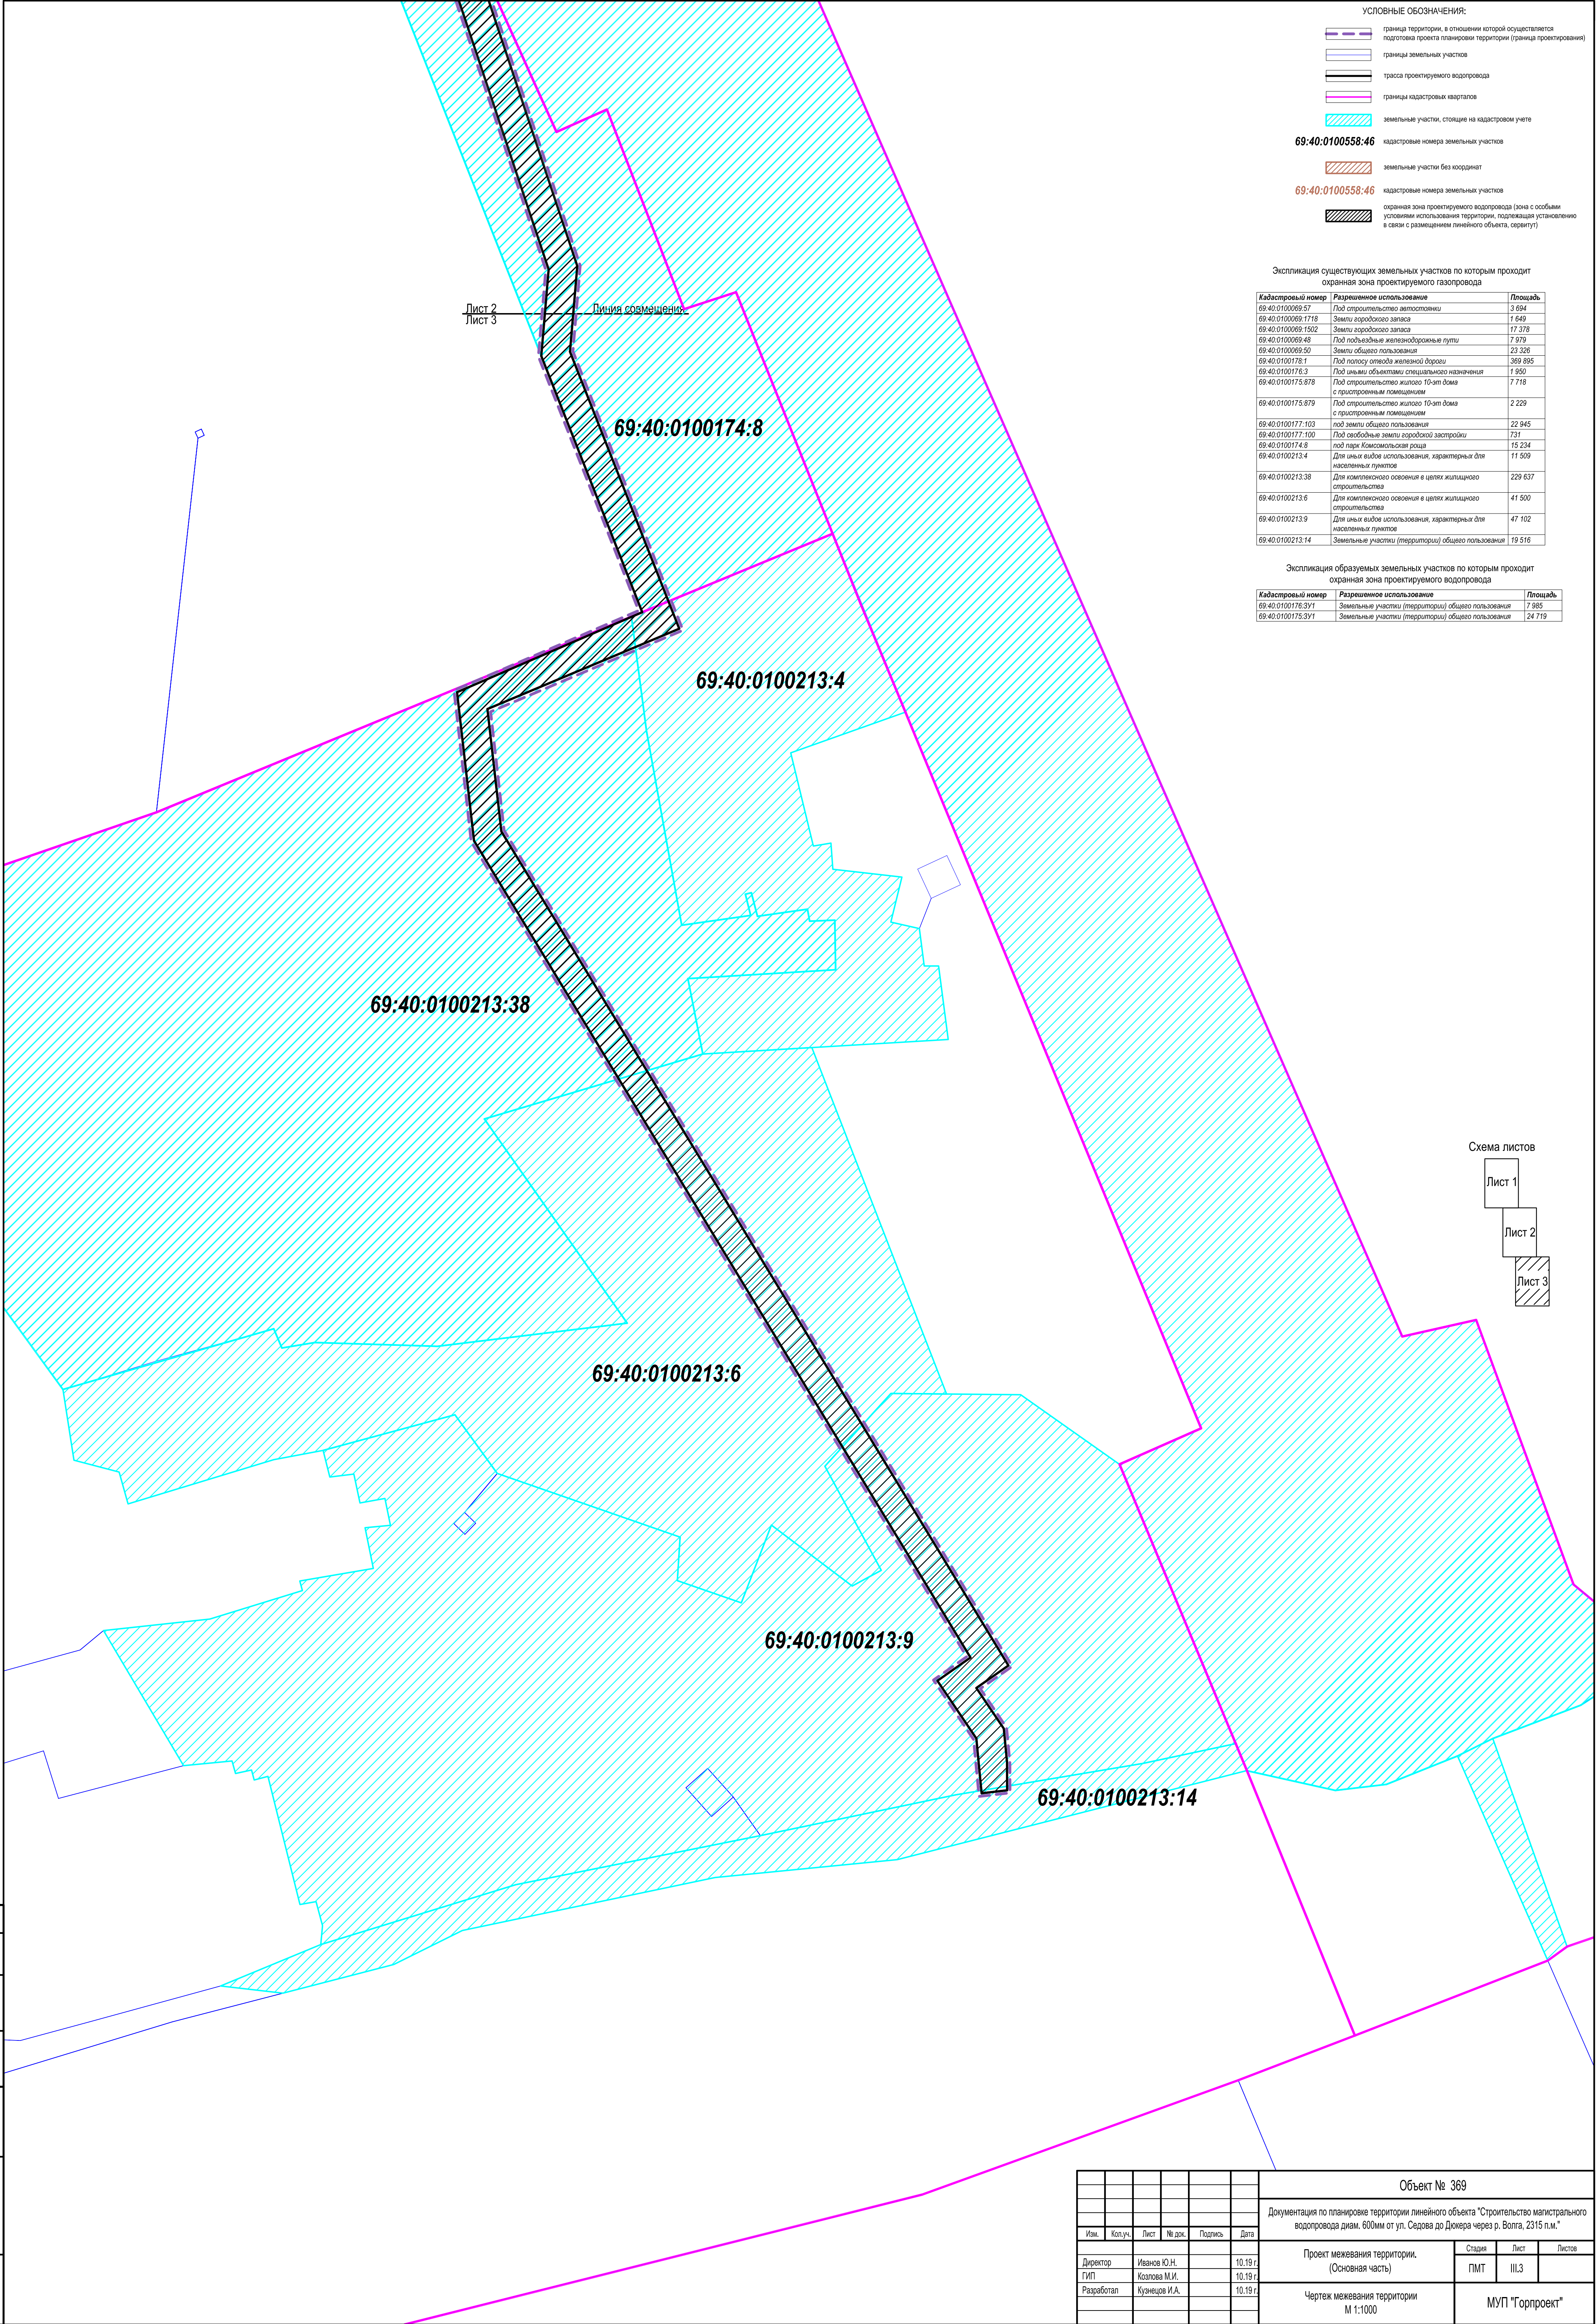 УСЛОВНЫЕ ОБОЗНАЧЕНИЯ:
граница территории, в отношении которой осуществляется
подготовка проекта планировки территории (граница проектирования)
границы земельных участков
трасса проектируемого водопровода
границы кадастровых кварталов
земельные участки, стоящие на кадастровом учете
69:40:0100558:46 кадастровые номера земельных участков
земельные участки без координат
69:40:0100558:46 кадастровые номера земельных участков
охранная зона проектируемого водопровода (зона с особыми
условиями использования территории, подлежащая установлению
в связи с размещением линейного объекта, сервитут)
Экспликация существующих земельных участков по которым проходит
охранная зона проектируемого газопровода
Кадастровый номер Разрешенное использование Площадь
69:40:0100069:57 Под строительство автостоянки 3 694
69:40:0100069:1718 Земли городского запаса 1 649
69:40:0100069:1502 Земли городского запаса 17 378
69:40:0100069:48 Под подъездные железнодорожные пути 7 979
69:40:0100069:50 Земли общего пользования 23 326
69:40:0100178:1 Под полосу отвода железной дороги 369 895
69:40:0100176:3 Под иными объектами специального назначения 1 950
69:40:0100175:878 Под строительство жилого 10-эт дома 7 718
с пристроенным помещением
69:40:0100175:879 Под строительство жилого 10-эт дома 2 229
с пристроенным помещением
69:40:0100177:103 под земли общего пользования 22 945
69:40:0100177:100 Под свободные земли городской застройки 731
69:40:0100174:8 под парк Комсомольская роща 15 234
69:40:0100213:4 Для иных видов использования, характерных для 11 509
населенных пунктов
69:40:0100213:38 Для комплексного освоения в целях жилищного 229 637
строительства
69:40:0100213:6 Для комплексного освоения в целях жилищного 41 500
строительства
69:40:0100213:9 Для иных видов использования, характерных для 47 102
населенных пунктов
69:40:0100213:14 Земельные участки (территории) общего пользования 19 516
Экспликация образуемых земельных участков по которым проходит
охранная зона проектируемого водопровода
Кадастровый номер Разрешенное использование Площадь
69:40:0100176:ЗУ1 Земельные участки (территории) общего пользования 7 985
69:40:0100175:ЗУ1 Земельные участки (территории) общего пользования 24 719
Лист 2 Линия совмещения
Лист 3
69:40:0100174:8
69:40:0100213:4
69:40:0100213:38
69:40:0100213:6
69:40:0100213:9
69:40:0100213:14
Схема листов
Лист 1
Лист 2
Лист 3
Объект № 369
Документация по планировке территории линейного объекта "Строительство магистрального
водопровода диам. 600мм от ул. Седова до Дюкера через р. Волга, 2315 п.м."
Изм. Кол.уч. Лист № док. Подпись Дата
Проект межевания территории.
(Основная часть)
Стадия Лист Листов
ПМТ III.3
Директор Иванов Ю.Н. 10.19 г.
ГИП Козлова М.И. 10.19 г.
Разработал Кузнецов И.А. 10.19 г.
Чертеж межевания территории
М 1:1000
МУП "Горпроект"